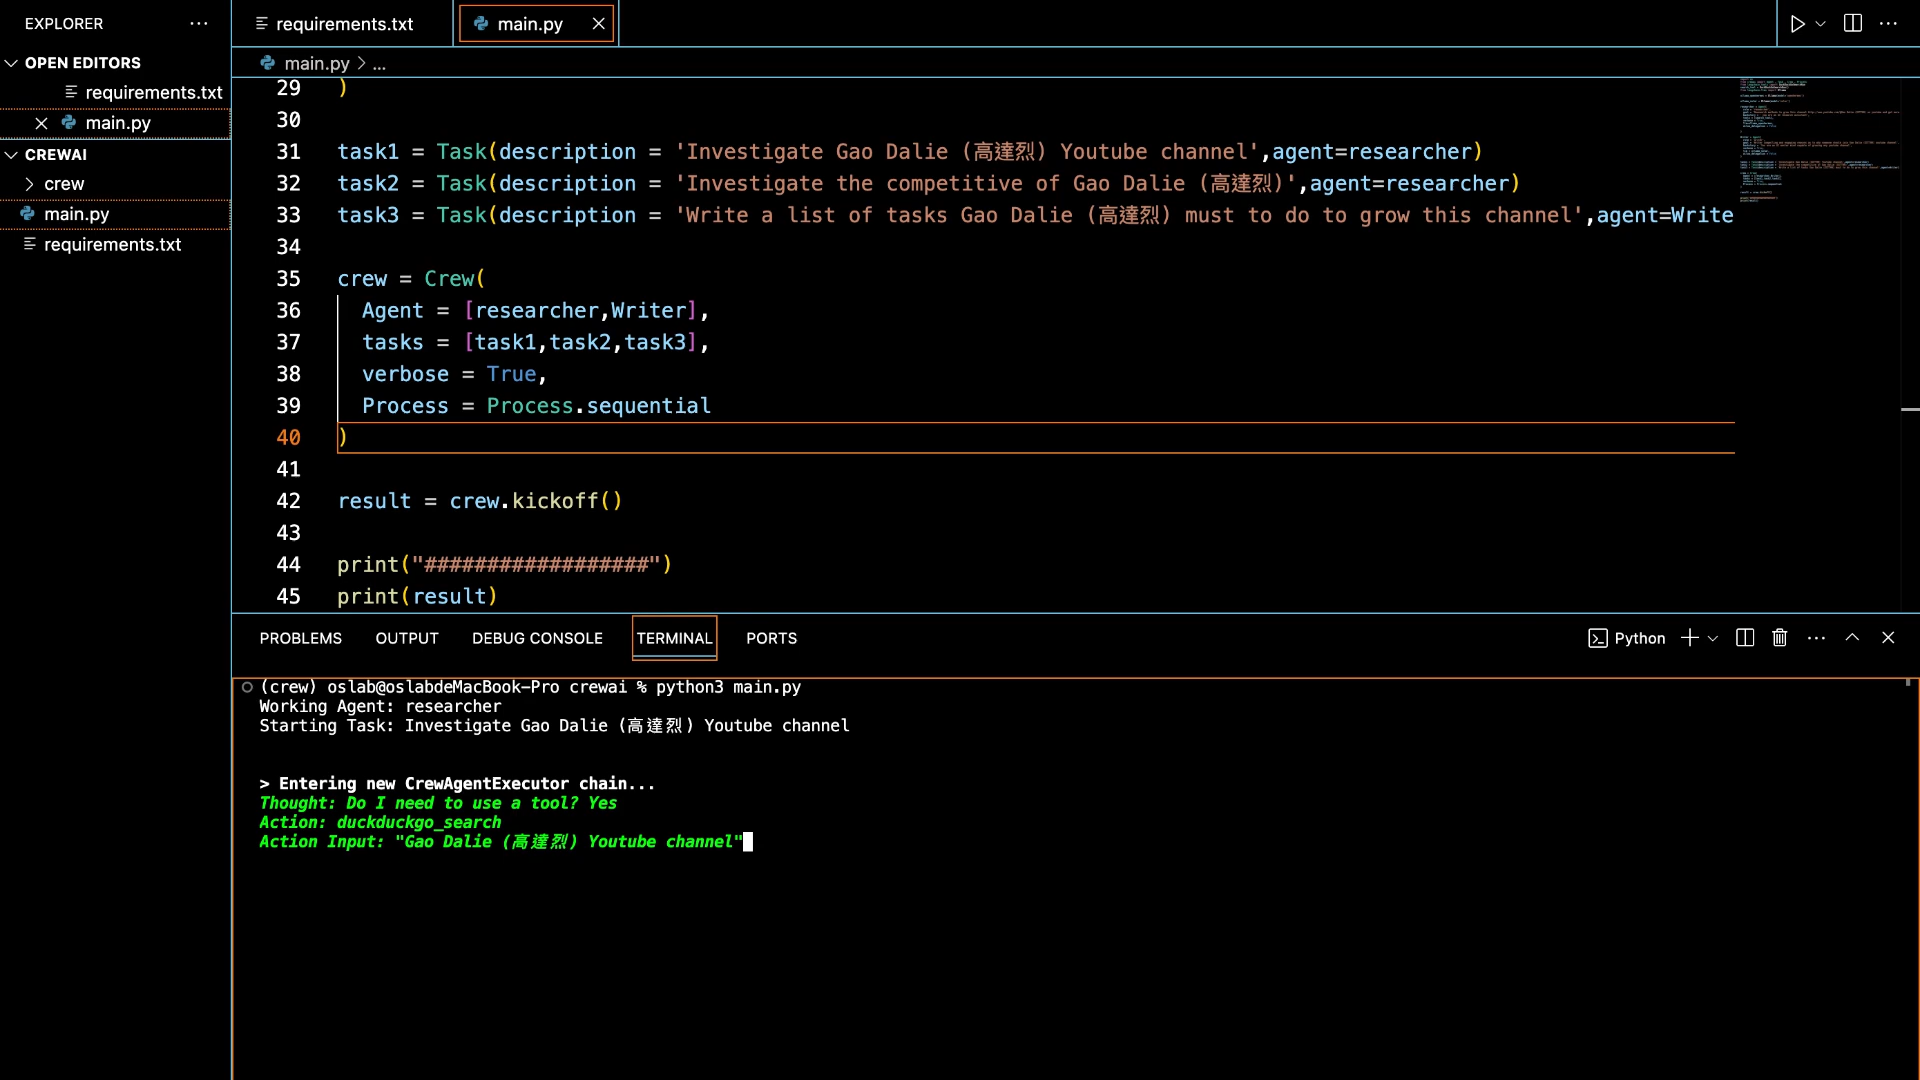 EXPLORER
OPEN EDITORS
requirements.txt
main.py
CREWAI
crew
main.py
requirements.txt
requirements.txt
main.py
main.py > ...
29 )
30
31 task1 = Task(description = 'Investigate Gao Dalie (高達烈) Youtube channel',agent=researcher)
32 task2 = Task(description = 'Investigate the competitive of Gao Dalie (高達烈)',agent=researcher)
33 task3 = Task(description = 'Write a list of tasks Gao Dalie (高達烈) must to do to grow this channel',agent=Write
34
35 crew = Crew(
36 Agent = [researcher,Writer],
37 tasks = [task1,task2,task3],
38 verbose = True,
39 Process = Process.sequential
40 )
41
42 result = crew.kickoff()
43
44 print("##################")
45 print(result)
PROBLEMS OUTPUT DEBUG CONSOLE TERMINAL PORTS
Python
(crew) oslab@oslabdeMacBook-Pro crewai % python3 main.py
Working Agent: researcher
Starting Task: Investigate Gao Dalie (高達烈) Youtube channel
> Entering new CrewAgentExecutor chain...
Thought: Do I need to use a tool? Yes
Action: duckduckgo_search
Action Input: "Gao Dalie (高達烈) Youtube channel"